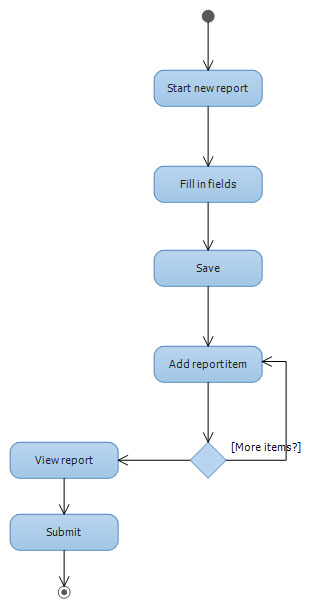 Start new report
Fill in fields
Save
Add report item
[More items?]
View report
Submit